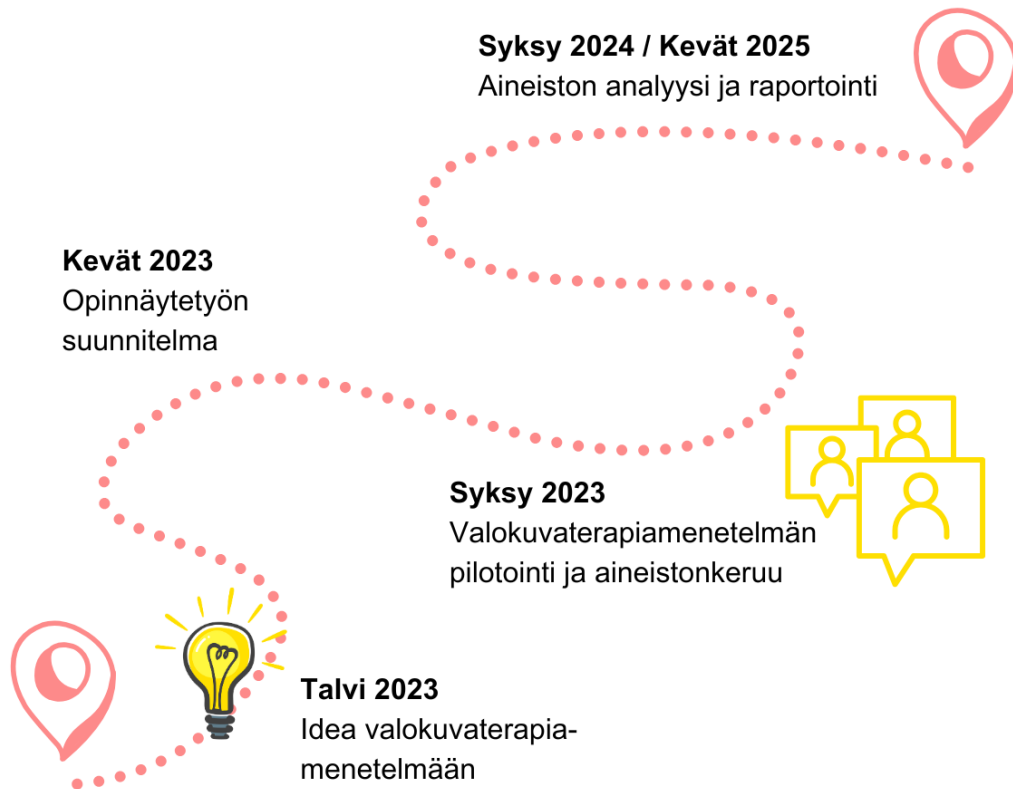 Syksy 2024 / Kevät 2025
Aineiston analyysi ja raportointi
Kevät 2023
Opinnäytetyön
suunnitelma
Syksy 2023
Valokuvaterapiamenetelmän
pilotointi ja aineistonkeruu
Talvi 2023
Idea valokuvaterapia-
menetelmään